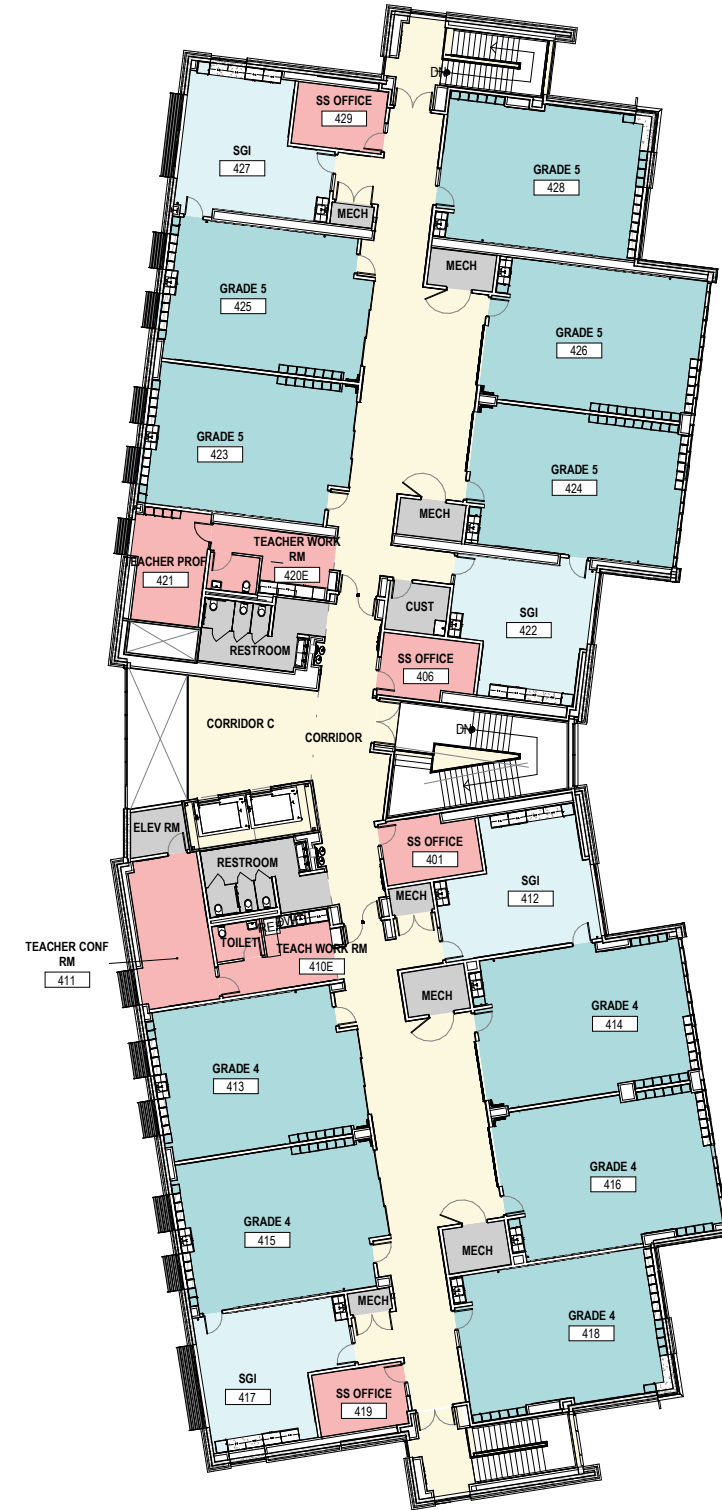 DN
SS OFFICE
429
SGI
427
GRADE 5
428
MECH
MECH
GRADE 5
425
GRADE 5
426
GRADE 5
423
GRADE 5
424
MECH
TEACHER WORK
RM
420E
TEACHER PROF
421
CUST
SGI
422
RESTROOM
SS OFFICE
406
CORRIDOR C
CORRIDOR
DN
ELEV RM
SS OFFICE
401
RESTROOM
SGI
412
MECH
TOILET
TEACH WORK RM
410E
TEACHER CONF
RM
411
MECH
GRADE 4
414
GRADE 4
413
GRADE 4
416
GRADE 4
415
MECH
MECH
GRADE 4
418
SGI
417
SS OFFICE
419